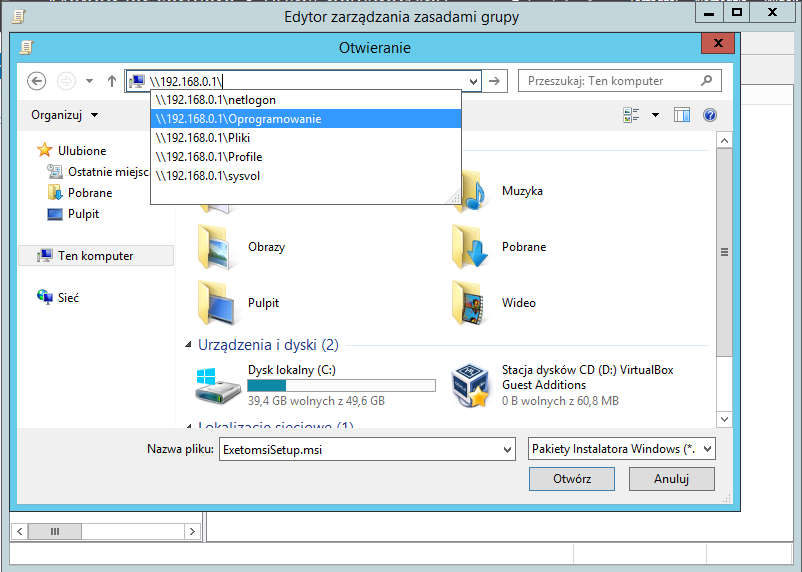 Edytor zarządzania zasadami grupy
Otwieranie
\\192.168.0.1\
Przeszukaj: Ten komputer
\\192.168.0.1\netlogon
\\192.168.0.1\Oprogramowanie
\\192.168.0.1\Pliki
\\192.168.0.1\Profile
\\192.168.0.1\sysvol
Organizuj
Ulubione
Ostatnie miejsc
Pobrane
Pulpit
Ten komputer
Sieć
Muzyka
Obrazy
Pobrane
Pulpit
Wideo
Urządzenia i dyski (2)
Dysk lokalny (C:)
39,4 GB wolnych z 49,6 GB
Stacja dysków CD (D:) VirtualBox
Guest Additions
0 B wolnych z 60,8 MB
Lokalizacje sieciowe (1)
Nazwa pliku:
ExetomsiSetup.msi
Pakiety Instalatora Windows (*.
Otwórz
Anuluj